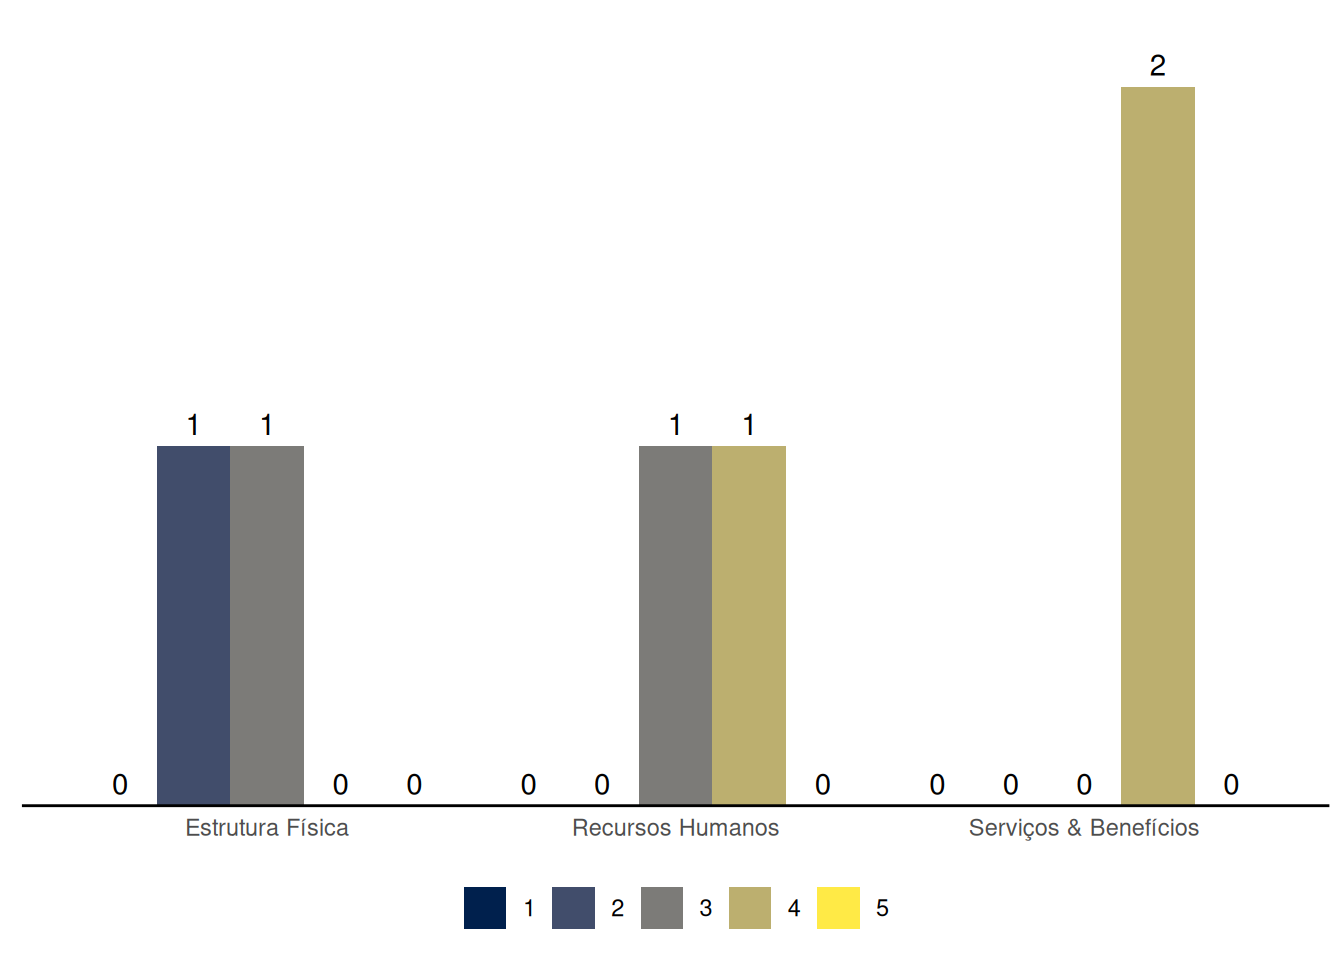 2
1 1 1 1
0 0 0 0 0 0 0 0 0 0
Estrutura Física Recursos Humanos Serviços & Benefícios
1 2 3 4 5